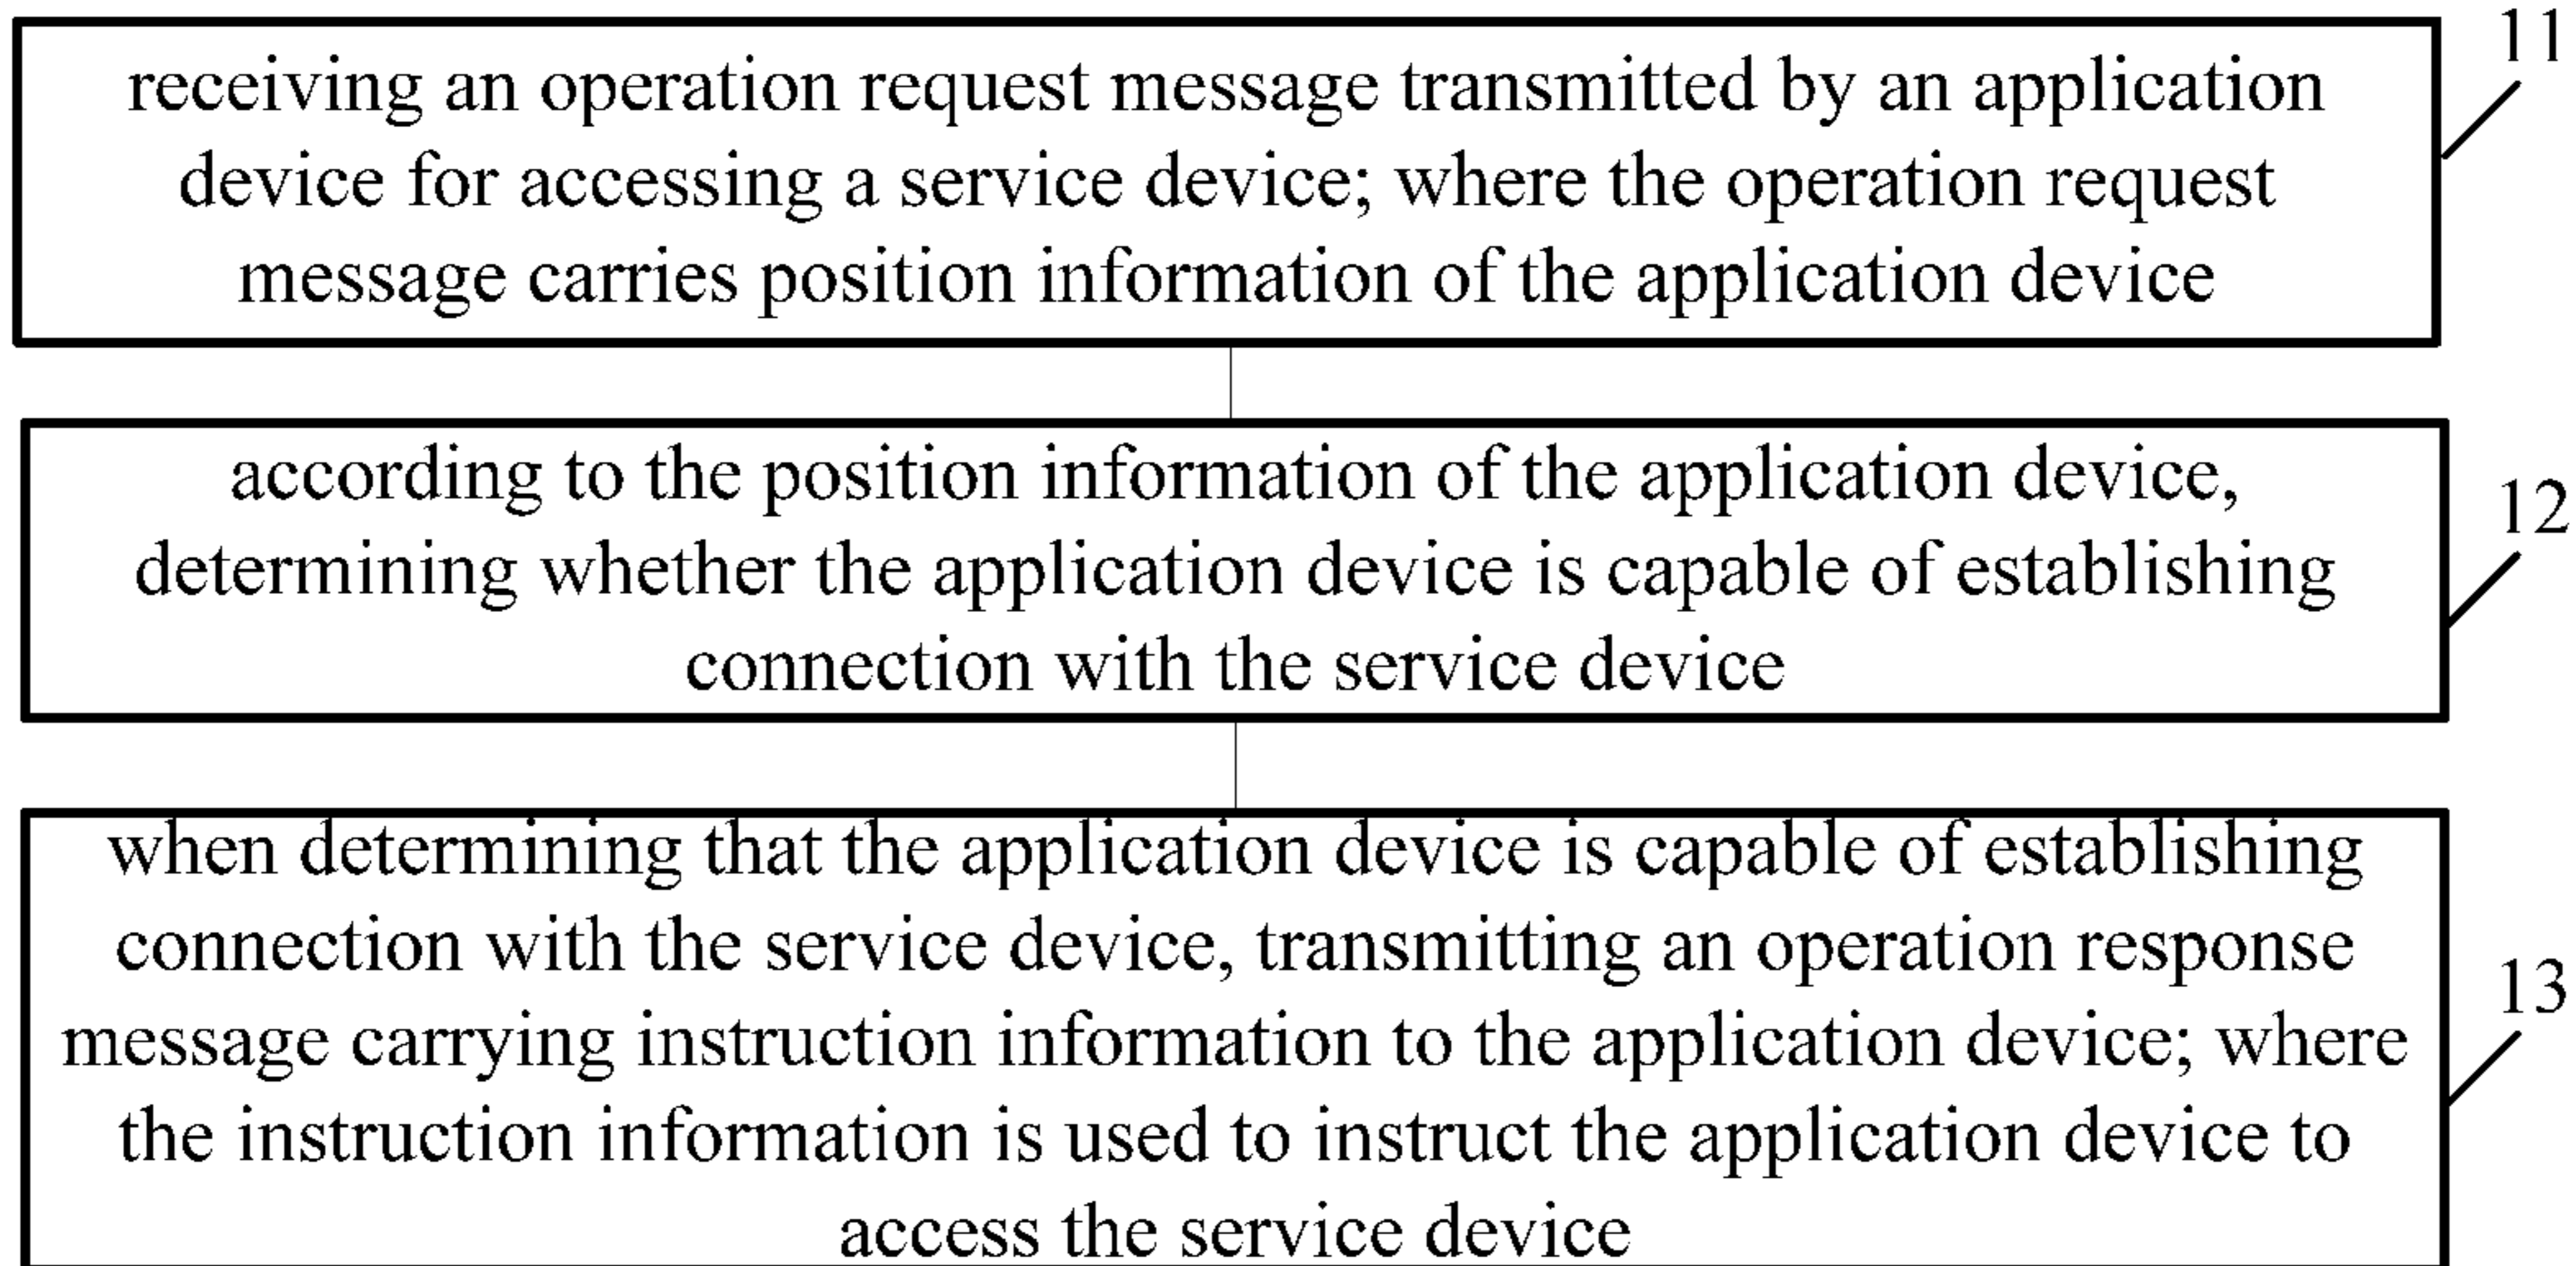 receiving an operation request message transmitted by an application
device for accessing a service device; where the operation request
message carries position information of the application device
11
according to the position information of the application device,
determining whether the application device is capable of establishing
connection with the service device
12
when determining that the application device is capable of establishing
connection with the service device, transmitting an operation response
message carrying instruction information to the application device; where
the instruction information is used to instruct the application device to
access the service device
13